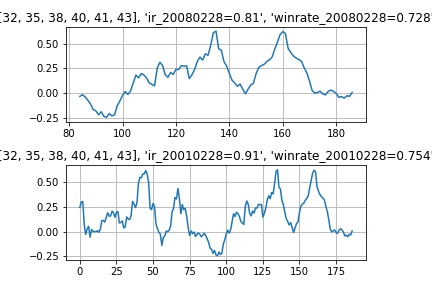 [32, 35, 38, 40, 41, 43], 'ir_20080228=0.81', 'winrate_20080228=0.728'
0.50
0.25
0.00
−0.25
80 100 120 140 160 180
[32, 35, 38, 40, 41, 43], 'ir_20010228=0.91', 'winrate_20010228=0.754'
0.50
0.25
0.00
−0.25
0 25 50 75 100 125 150 175